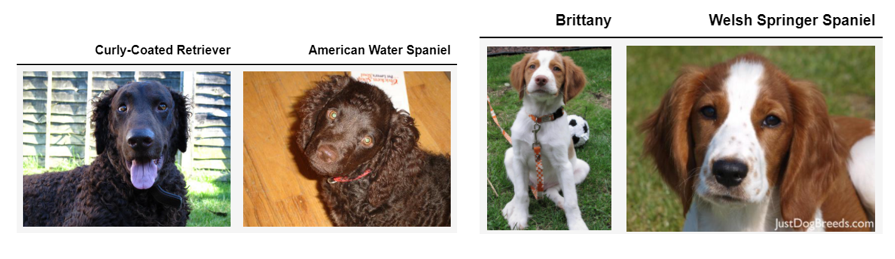 Curly-Coated Retriever
American Water Spaniel
Brittany
Welsh Springer Spaniel
JustDogBreeds.com